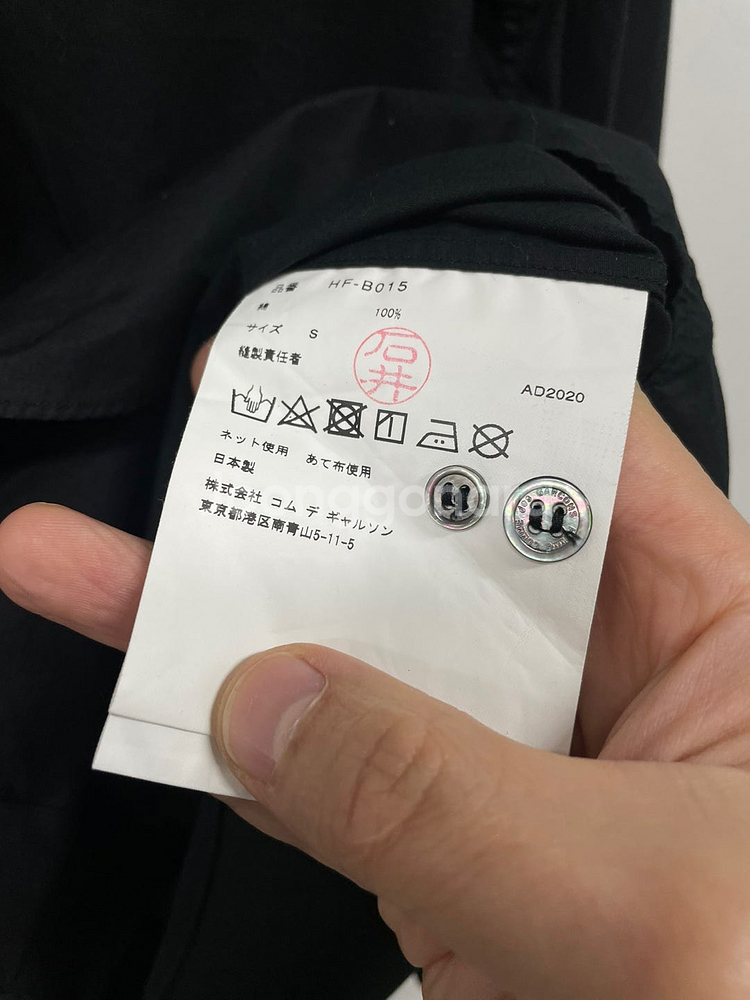 品番 HF-B015
綿 100%
サイズ S
縫製責任者
石井
AD2020
ネット使用 あて布使用
日本製
株式会社 コム デ ギャルソン
東京都港区南青山5-11-5